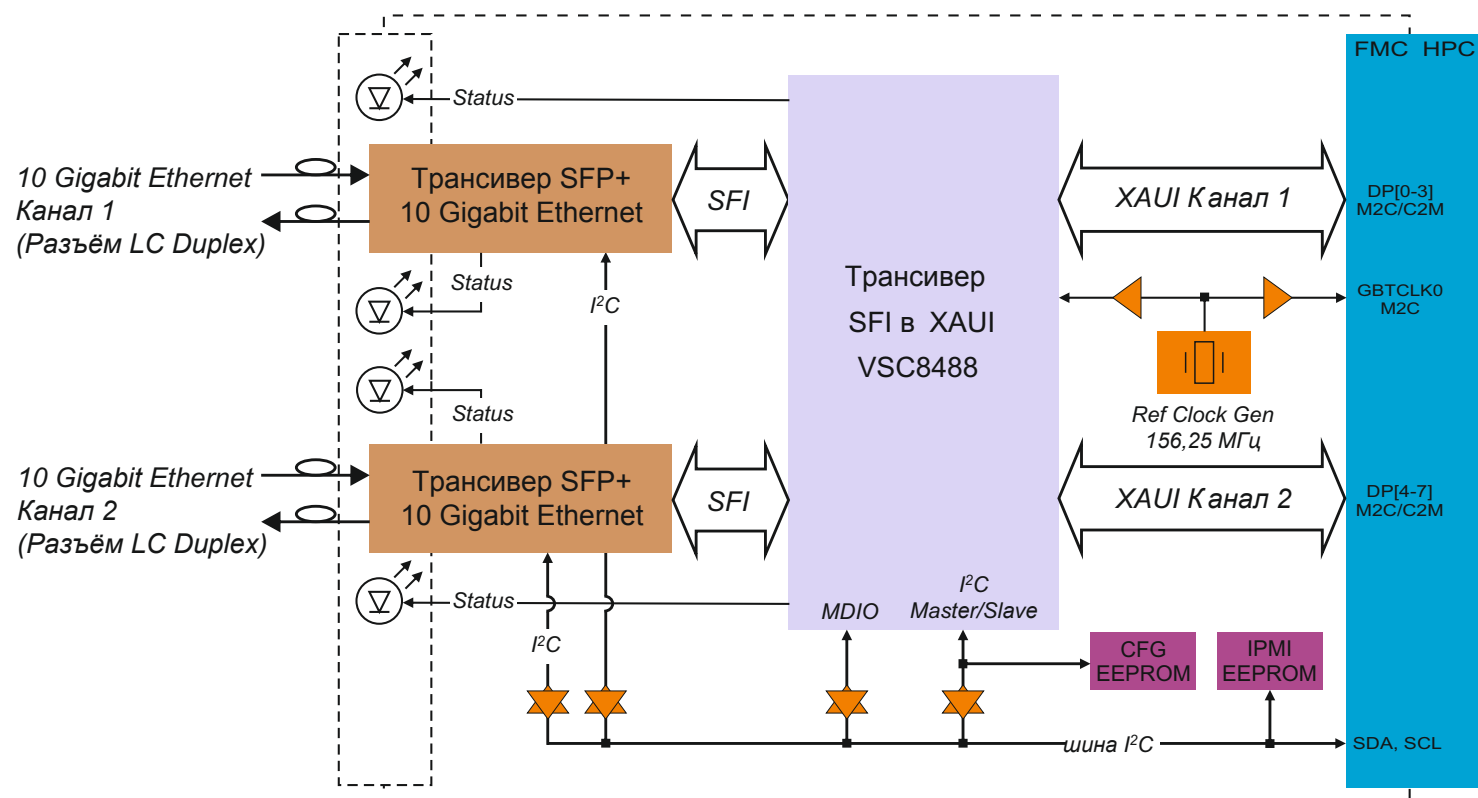 FMC HPC
Status
10 Gigabit Ethernet
Канал 1
(Разъём LC Duplex)
Трансивер SFP+
10 Gigabit Ethernet
SFI
XAUI Канал 1
DP[0-3]
M2C/C2M
Status
I²C
Трансивер
SFI в XAUI
VSC8488
GBTCLK0
M2C
Ref Clock Gen
156,25 МГц
Status
10 Gigabit Ethernet
Канал 2
(Разъём LC Duplex)
Трансивер SFP+
10 Gigabit Ethernet
SFI
XAUI Канал 2
DP[4-7]
M2C/C2M
Status
I²C
MDIO
I²C
Master/Slave
CFG
EEPROM
IPMI
EEPROM
шина I²C
SDA, SCL